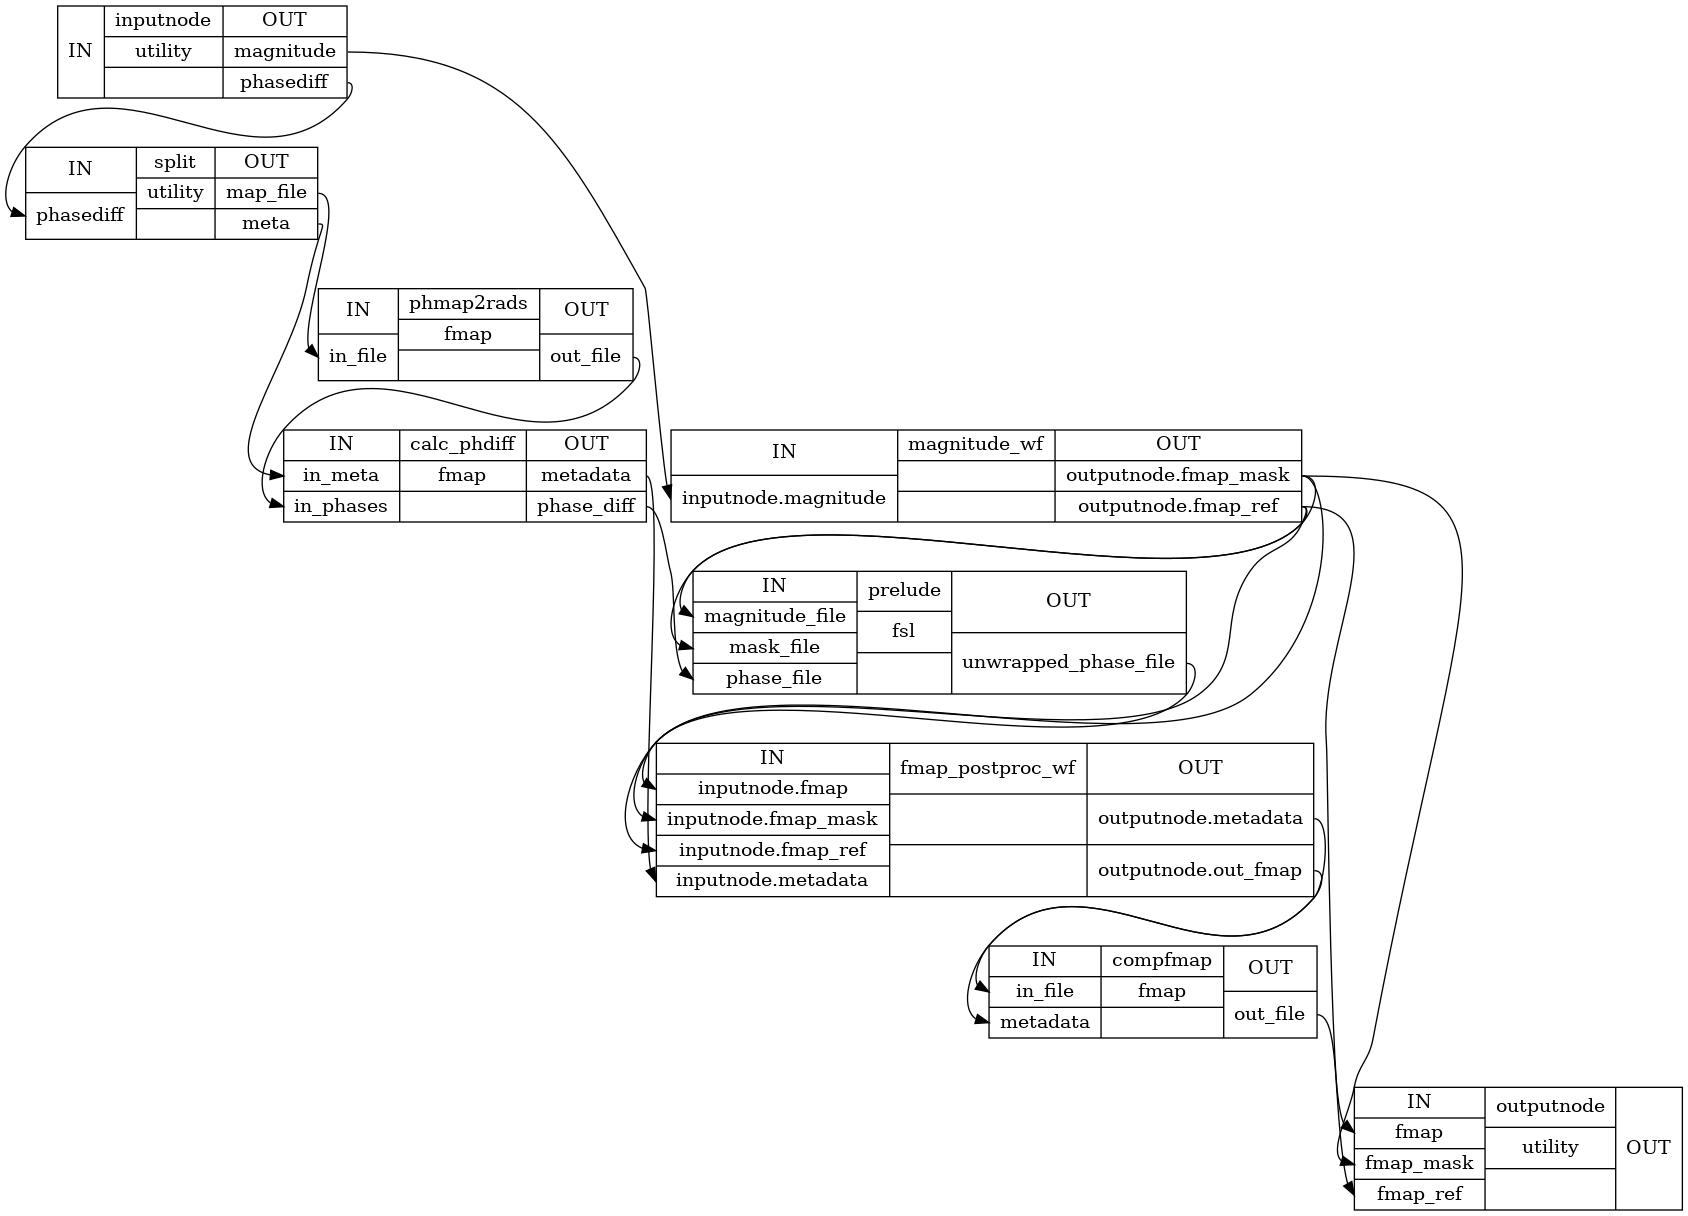 IN
inputnode
OUT
utility
magnitude
phasediff
IN
split
OUT
utility
map_file
phasediff
meta
IN
phmap2rads
OUT
fmap
in_file
out_file
IN
calc_phdiff
OUT
in_meta
fmap
metadata
in_phases
phase_diff
IN
magnitude_wf
OUT
outputnode.fmap_mask
inputnode.magnitude
outputnode.fmap_ref
IN
prelude
OUT
magnitude_file
fsl
mask_file
unwrapped_phase_file
phase_file
IN
fmap_postproc_wf
OUT
inputnode.fmap
inputnode.fmap_mask
outputnode.metadata
inputnode.fmap_ref
outputnode.out_fmap
inputnode.metadata
IN
compfmap
OUT
in_file
fmap
out_file
metadata
IN
outputnode
OUT
fmap
utility
fmap_mask
fmap_ref